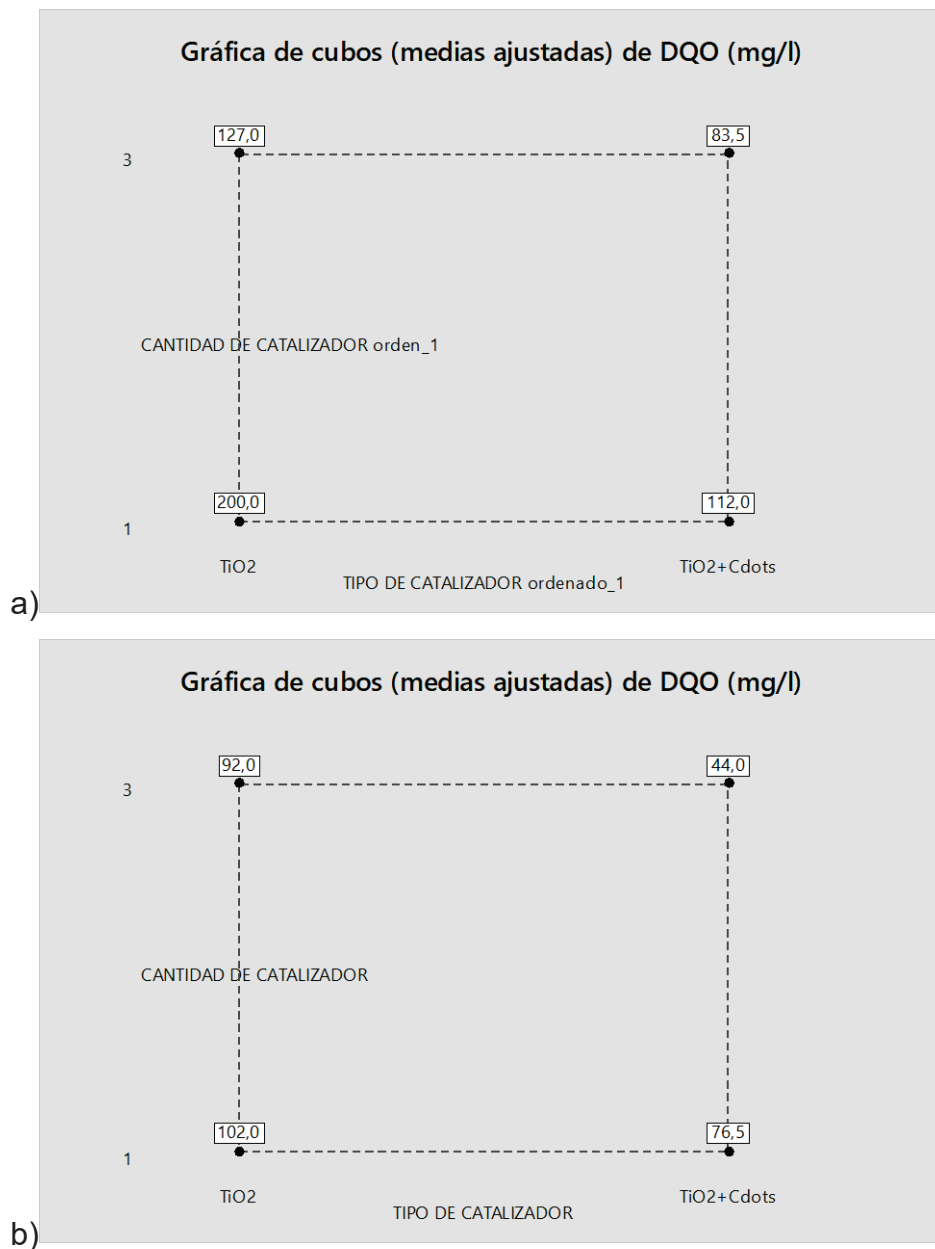 Gráfica de cubos (medias ajustadas) de DQO (mg/l)
127,0
83,5
3
CANTIDAD DE CATALIZADOR orden_1
200,0
112,0
1
TiO2
TiO2+Cdots
TIPO DE CATALIZADOR ordenado_1
a)
Gráfica de cubos (medias ajustadas) de DQO (mg/l)
92,0
44,0
3
CANTIDAD DE CATALIZADOR
102,0
76,5
1
TiO2
TiO2+Cdots
TIPO DE CATALIZADOR
b)